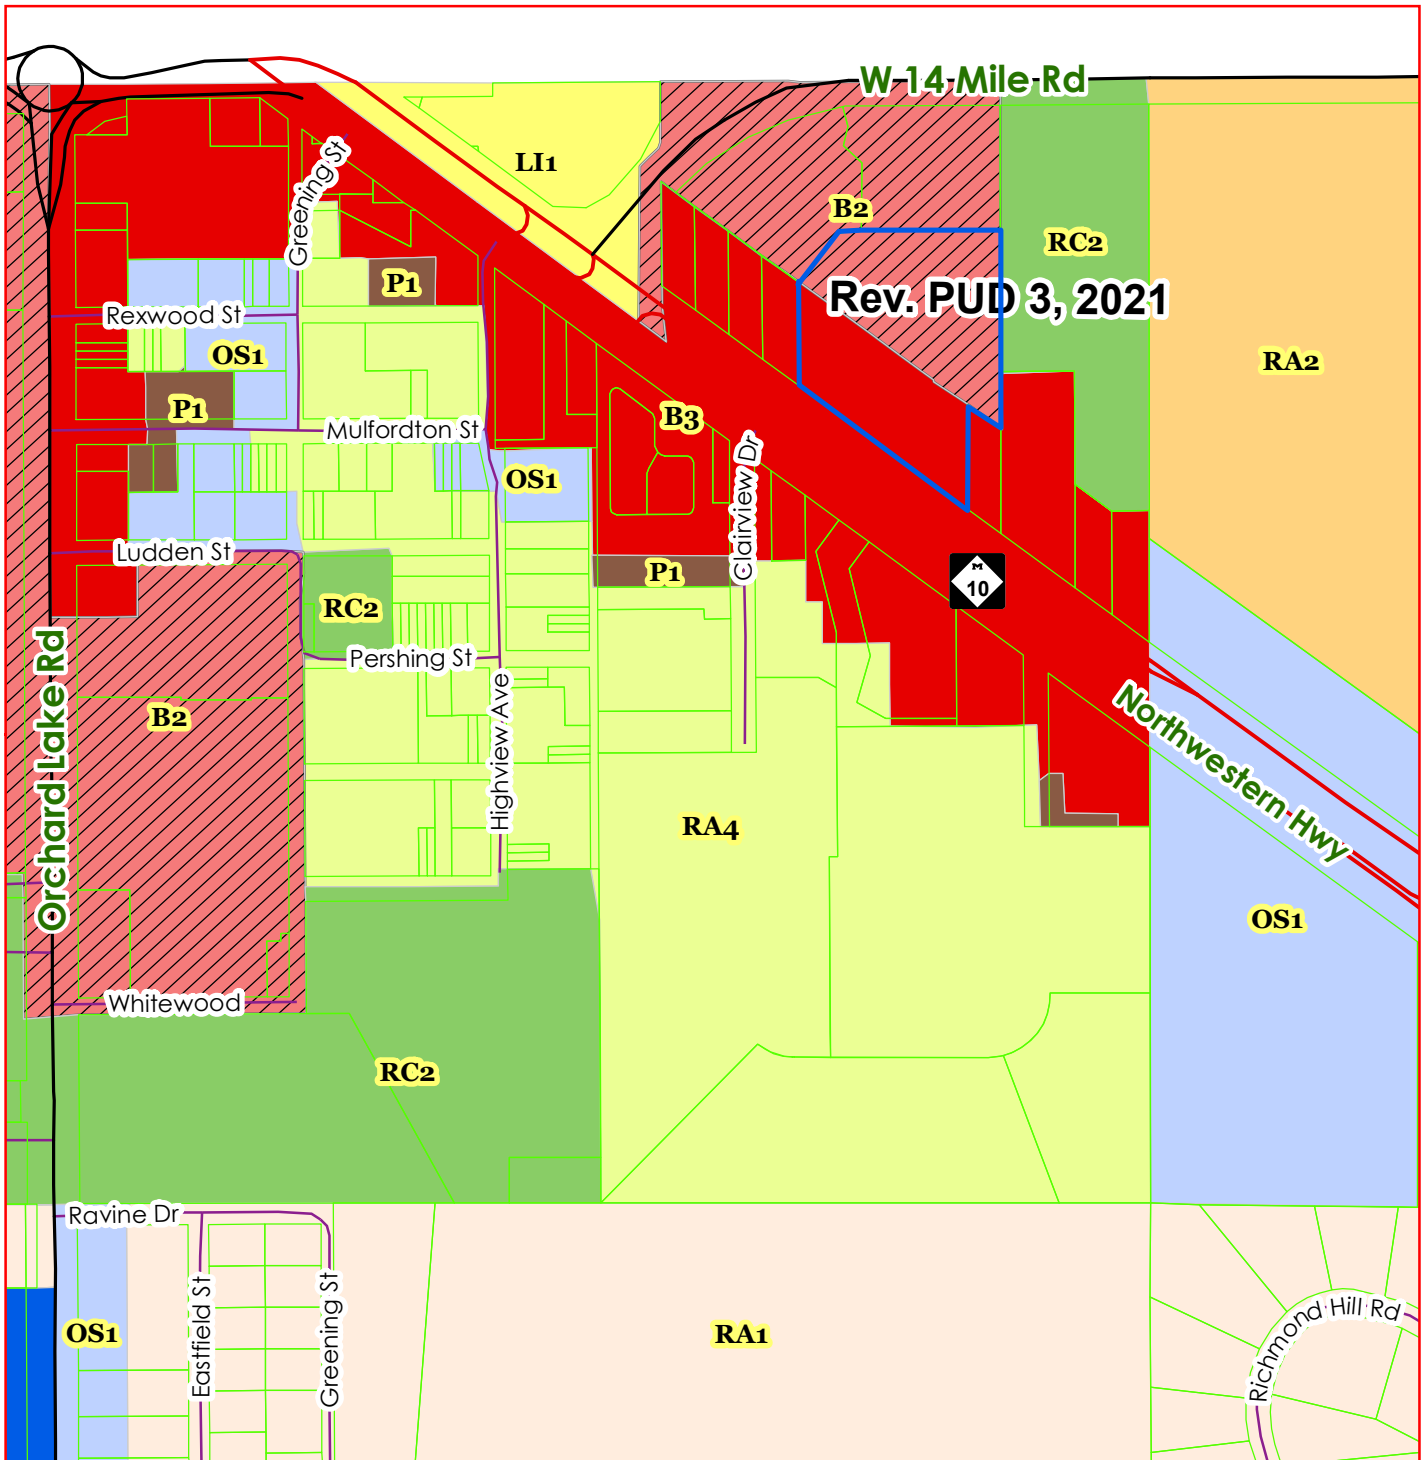 W 14 Mile Rd
LI1
Greening St
B2
RC2
P1
Rev. PUD 3, 2021
Rexwood St
OS1
RA2
P1
B3
Mulfordton St
Clairview Dr
OS1
Ludden St
P1
M
10
RC2
Orchard Lake Rd
Pershing St
Highview Ave
B2
Northwestern Hwy
RA4
OS1
Whitewood
RC2
Ravine Dr
Eastfield St
Greening St
OS1
RA1
Richmond Hill Rd